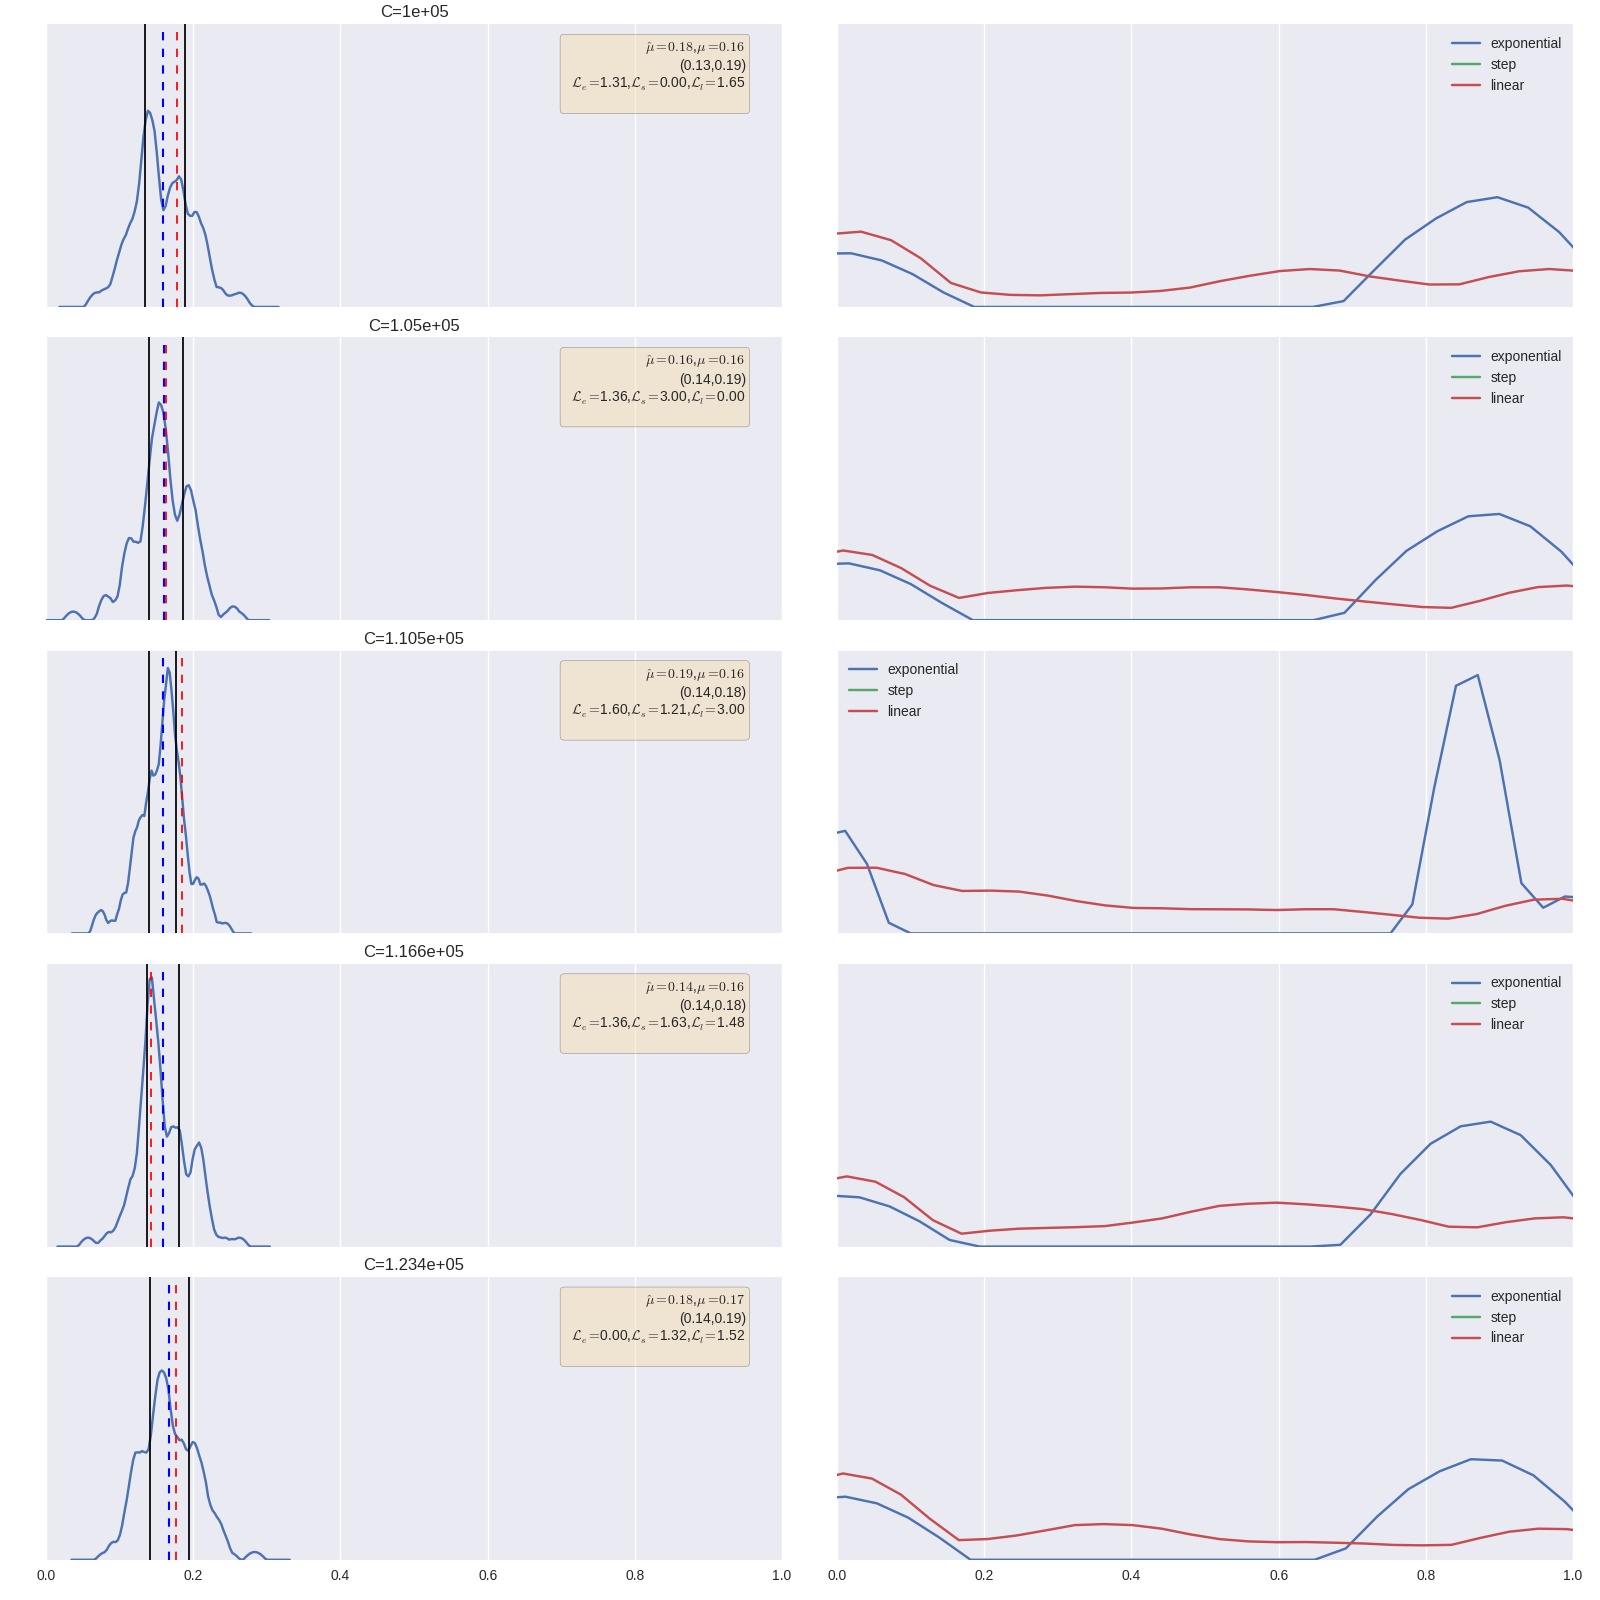 C=1e+05
μ̂=0.18,μ=0.16
(0.13,0.19)
ℒₑ=1.31,ℒₛ=0.00,ℒₗ=1.65
exponential
step
linear
C=1.05e+05
μ̂=0.16,μ=0.16
(0.14,0.19)
ℒₑ=1.36,ℒₛ=3.00,ℒₗ=0.00
exponential
step
linear
C=1.105e+05
μ̂=0.19,μ=0.16
(0.14,0.18)
ℒₑ=1.60,ℒₛ=1.21,ℒₗ=3.00
exponential
step
linear
C=1.166e+05
μ̂=0.14,μ=0.16
(0.14,0.18)
ℒₑ=1.36,ℒₛ=1.63,ℒₗ=1.48
exponential
step
linear
C=1.234e+05
μ̂=0.18,μ=0.17
(0.14,0.19)
ℒₑ=0.00,ℒₛ=1.32,ℒₗ=1.52
exponential
step
linear
0.0 0.2 0.4 0.6 0.8 1.0
0.0 0.2 0.4 0.6 0.8 1.0